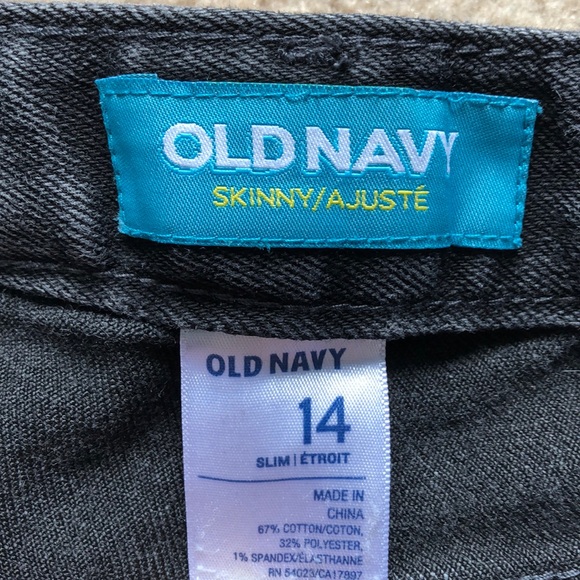 OLD NAVY
SKINNY/AJUSTÉ
OLD NAVY
14
SLIM | ÉTROIT
MADE IN
CHINA
67% COTTON/COTON,
32% POLYESTER,
1% SPANDEX/ÉLASTHANNE
RN 54023/CA17897